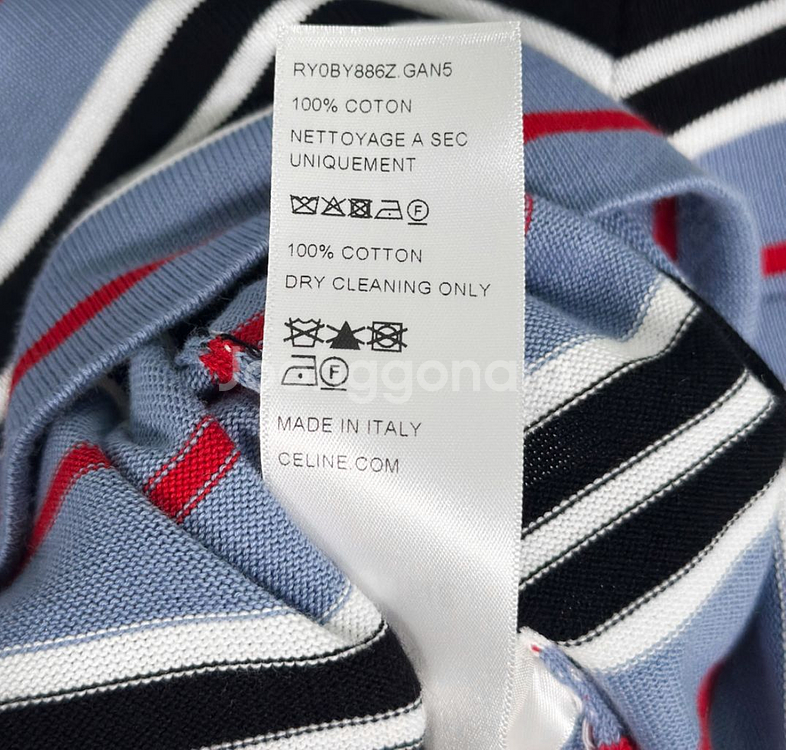 RY0BY886Z.GAN5
100% COTON
NETTOYAGE A SEC
UNIQUEMENT
F
100% COTTON
DRY CLEANING ONLY
F
MADE IN ITALY
CELINE.COM